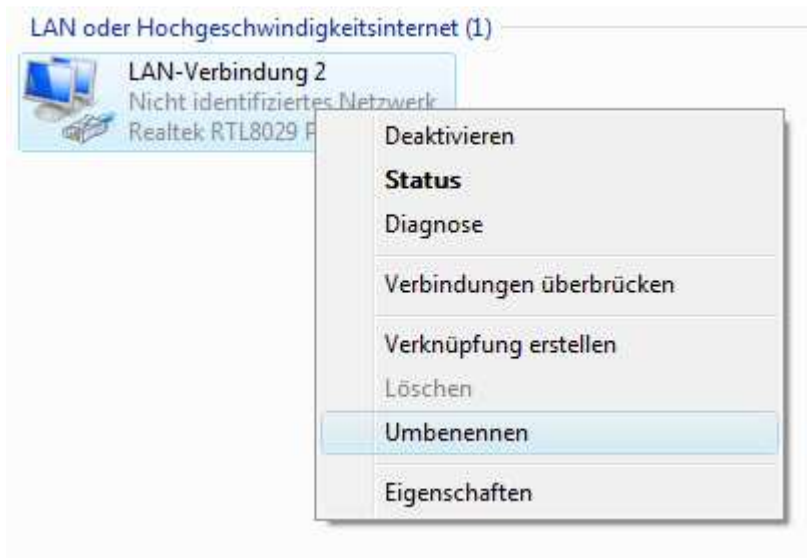 LAN oder Hochgeschwindigkeitsinternet (1)
LAN-Verbindung 2
Nicht identifiziertes Netzwerk
Realtek RTL8029
Deaktivieren
Status
Diagnose
Verbindungen überbrücken
Verknüpfung erstellen
Löschen
Umbenennen
Eigenschaften